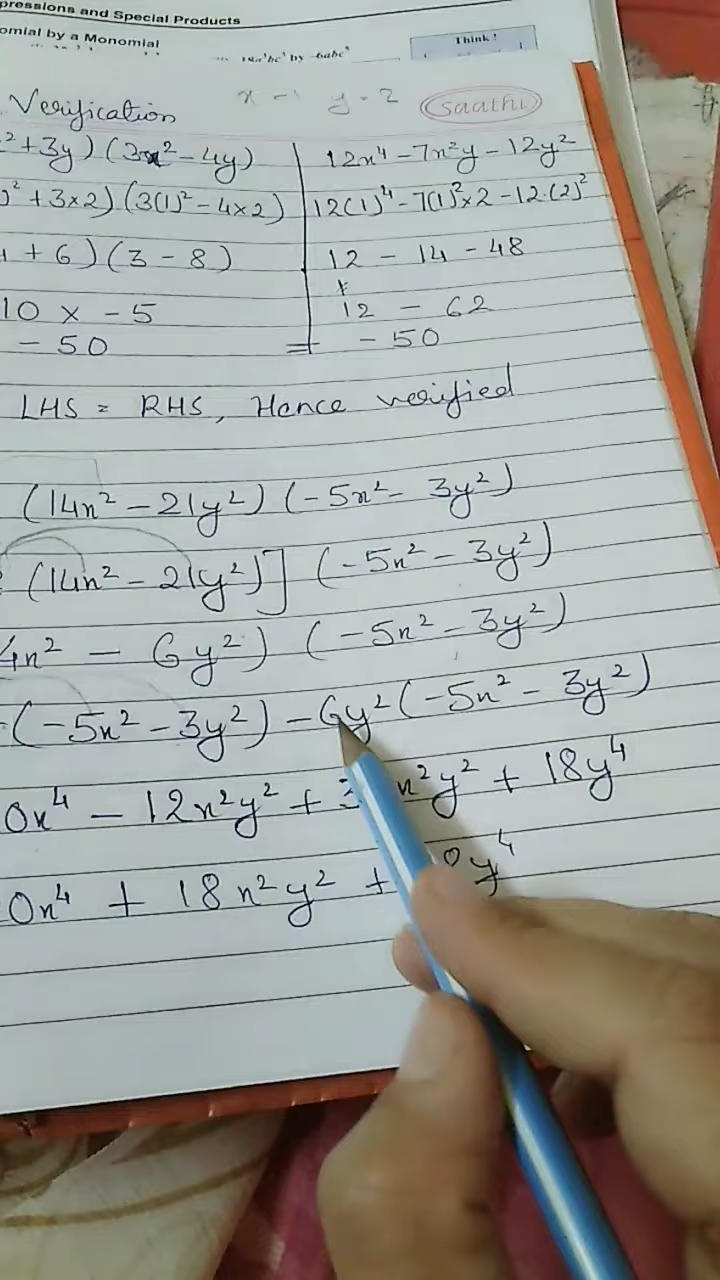 pressions and Special Products
omial by a Monomial
Think !
by -6abc²
Verification x = 1 y = 2 Saathi
² + 3y) (3x² - 4y) 12x⁴ - 7x²y - 12y²
)² + 3×2) (3(1)² - 4×2) 12(1)⁴ - 7(1)²×2 - 12·(2)²
+ 6) (3 - 8) 12 - 14 - 48
10 × -5 12 - 62
- 50 = - 50
LHS = RHS, Hence verified
(14x² - 21y²) (-5x² - 3y²)
(14x² - 21y²)] (-5x² - 3y²)
4x² - 6y²) (-5x² - 3y²)
(-5x² - 3y²) - 6y² (-5x² - 3y²)
0x⁴ - 12x²y² + 3 x²y² + 18y⁴
0x⁴ + 18x²y² + 8y⁴